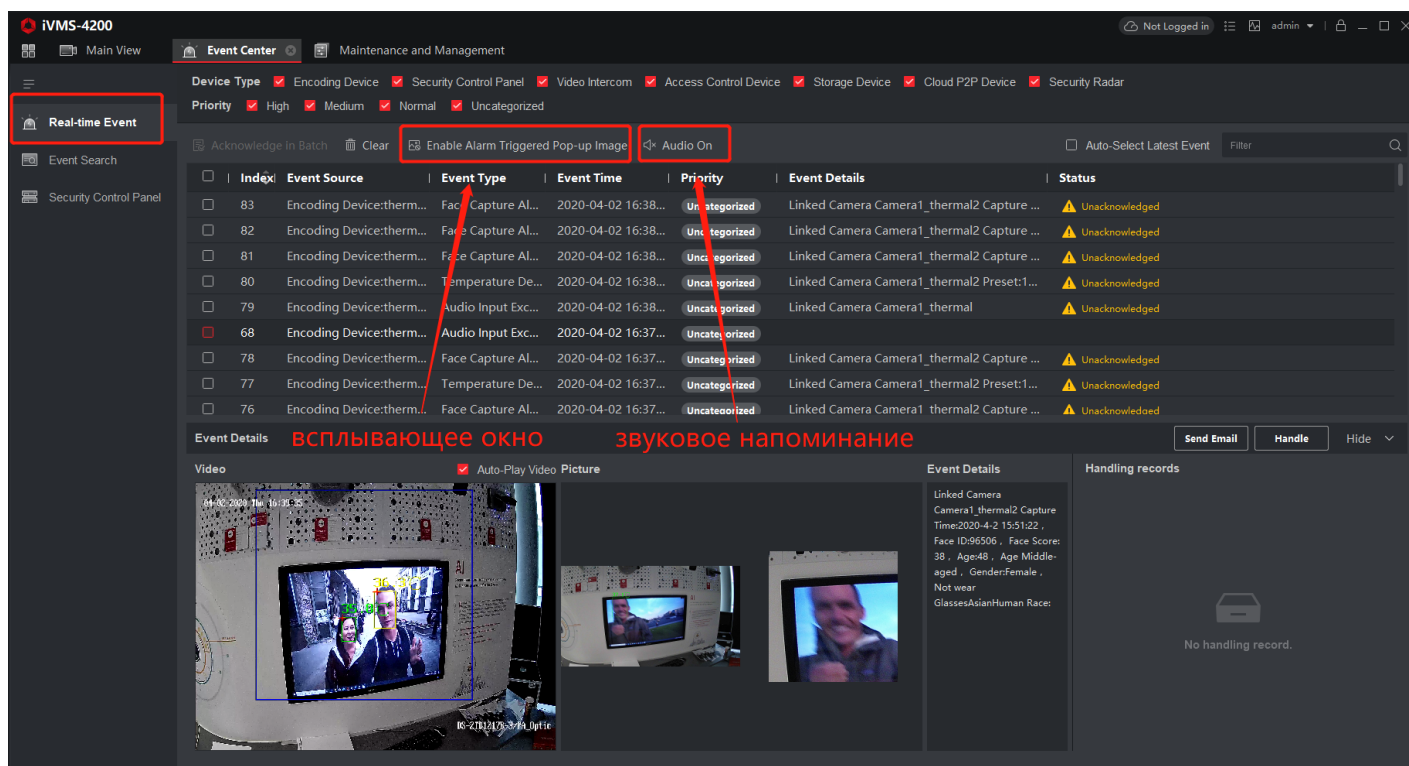 iVMS-4200
Not Logged in admin
Main View Event Center Maintenance and Management
Device Type Encoding Device Security Control Panel Video Intercom Access Control Device Storage Device Cloud P2P Device Security Radar
Priority High Medium Normal Uncategorized
Real-time Event
Event Search
Security Control Panel
Acknowledge in Batch Clear Enable Alarm Triggered Pop-up Image Audio On Auto-Select Latest Event Filter
Index Event Source Event Type Event Time Priority Event Details Status
83 Encoding Device:therm... Face Capture Al... 2020-04-02 16:38... Uncategorized Linked Camera Camera1_thermal2 Capture ... Unacknowledged
82 Encoding Device:therm... Face Capture Al... 2020-04-02 16:38... Uncategorized Linked Camera Camera1_thermal2 Capture ... Unacknowledged
81 Encoding Device:therm... Face Capture Al... 2020-04-02 16:38... Uncategorized Linked Camera Camera1_thermal2 Capture ... Unacknowledged
80 Encoding Device:therm... Temperature De... 2020-04-02 16:38... Uncategorized Linked Camera Camera1_thermal2 Preset:1... Unacknowledged
79 Encoding Device:therm... Audio Input Exc... 2020-04-02 16:38... Uncategorized Linked Camera Camera1_thermal Unacknowledged
68 Encoding Device:therm... Audio Input Exc... 2020-04-02 16:37... Uncategorized
78 Encoding Device:therm... Face Capture Al... 2020-04-02 16:37... Uncategorized Linked Camera Camera1_thermal2 Capture ... Unacknowledged
77 Encoding Device:therm... Temperature De... 2020-04-02 16:37... Uncategorized Linked Camera Camera1_thermal2 Preset:1... Unacknowledged
76 Encoding Device:therm... Face Capture Al... 2020-04-02 16:37... Uncategorized Linked Camera Camera1_thermal2 Capture ... Unacknowledged
Event Details всплывающее окно звуковое напоминание Send Email Handle Hide
Video Auto-Play Video Picture Event Details Handling records
04-02-2020 Thu 16:39:35
AI
Linked Camera
Camera1_thermal2 Capture
Time:2020-4-2 15:51:22 ,
Face ID:96506 , Face Score:
38 , Age:48 , Age Middle-
aged , Gender:Female ,
Not wear
GlassesAsianHuman Race:
No handling record.